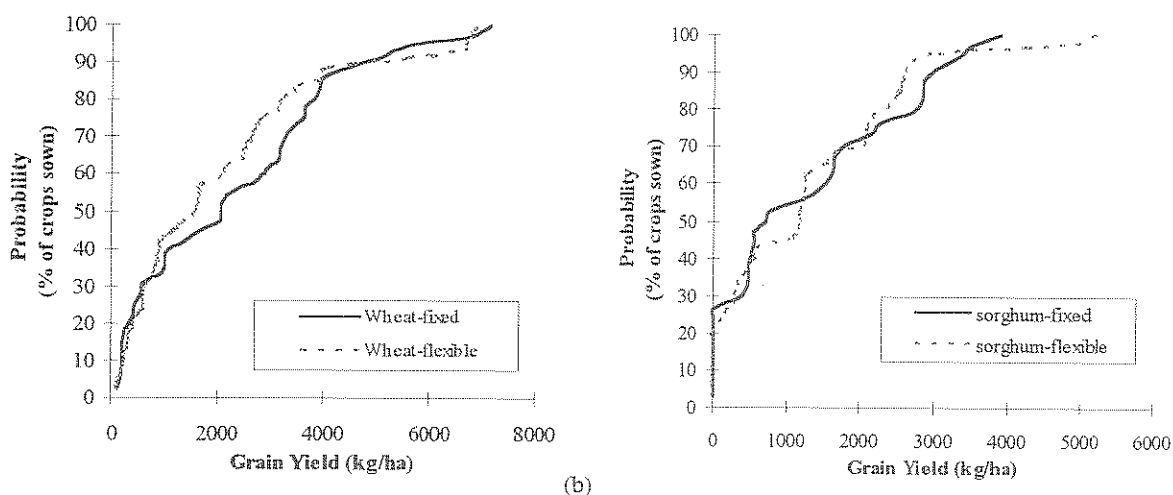 100
90
80
70
60
50
40
30
20
10
0
Probability
(% of crops sown)
Wheat-fixed
Wheat-flexible
0 2000 4000 6000 8000
Grain Yield (kg/ha)
100
90
80
70
60
50
40
30
20
10
0
Probability
(% of crops sown)
sorghum-fixed
sorghum-flexible
0 1000 2000 3000 4000 5000 6000
Grain Yield (kg/ha)
(b)